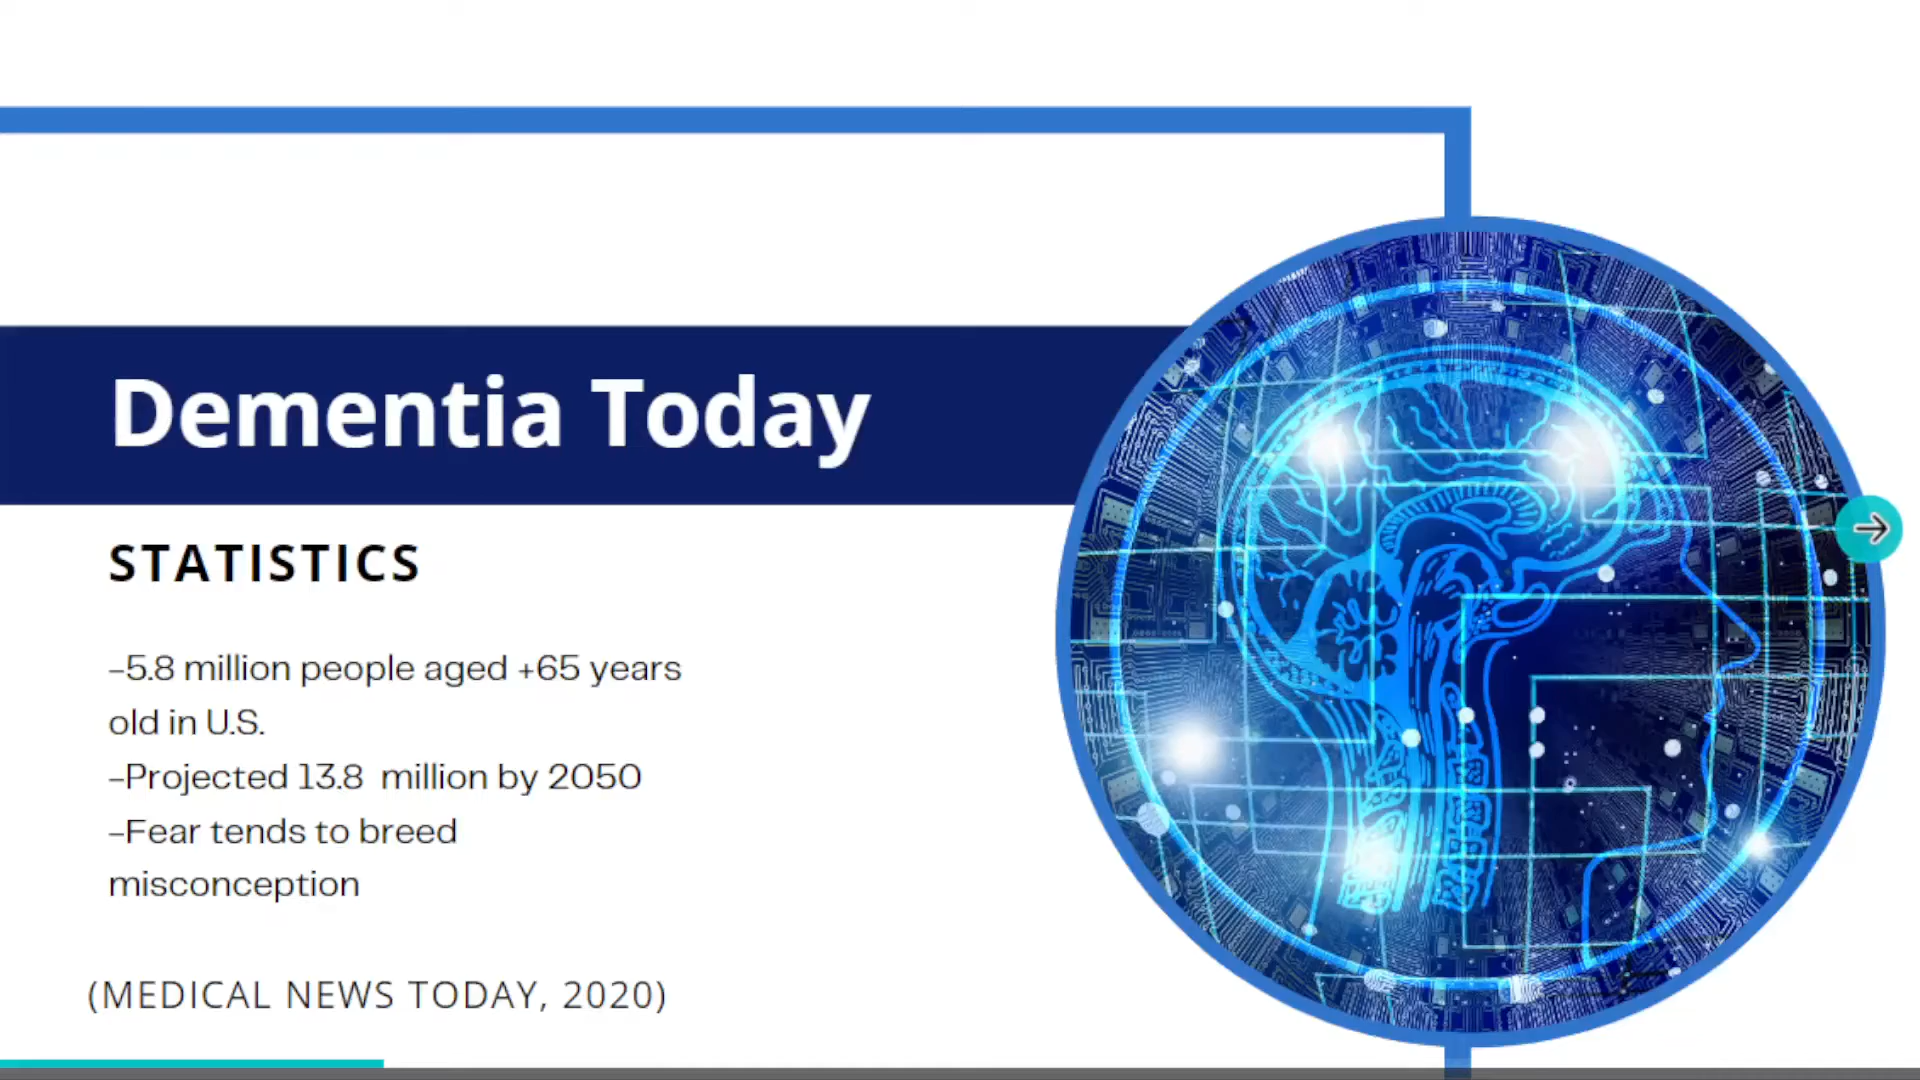 Dementia Today
STATISTICS
-5.8 million people aged +65 years
old in U.S.
-Projected 13.8  million by 2050
-Fear tends to breed
misconception
(MEDICAL NEWS TODAY, 2020)